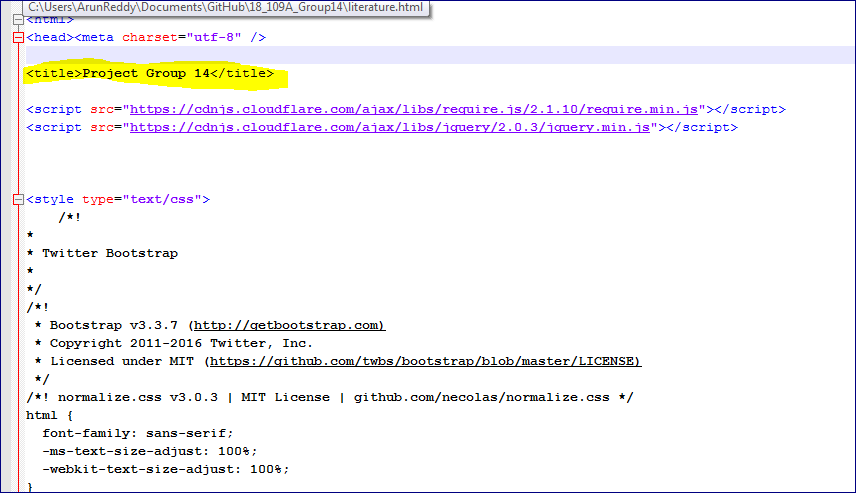 C:\Users\ArunReddy\Documents\GitHub\18_109A_Group14\literature.html
<html>
<head><meta charset="utf-8" />
<title>Project Group 14</title>
<script src="https://cdnjs.cloudflare.com/ajax/libs/require.js/2.1.10/require.min.js"></script>
<script src="https://cdnjs.cloudflare.com/ajax/libs/jquery/2.0.3/jquery.min.js"></script>
<style type="text/css">
/*!
*
* Twitter Bootstrap
*
*/
/*!
* Bootstrap v3.3.7 (http://getbootstrap.com)
* Copyright 2011-2016 Twitter, Inc.
* Licensed under MIT (https://github.com/twbs/bootstrap/blob/master/LICENSE)
*/
/*! normalize.css v3.0.3 | MIT License | github.com/necolas/normalize.css */
html {
font-family: sans-serif;
-ms-text-size-adjust: 100%;
-webkit-text-size-adjust: 100%;
}